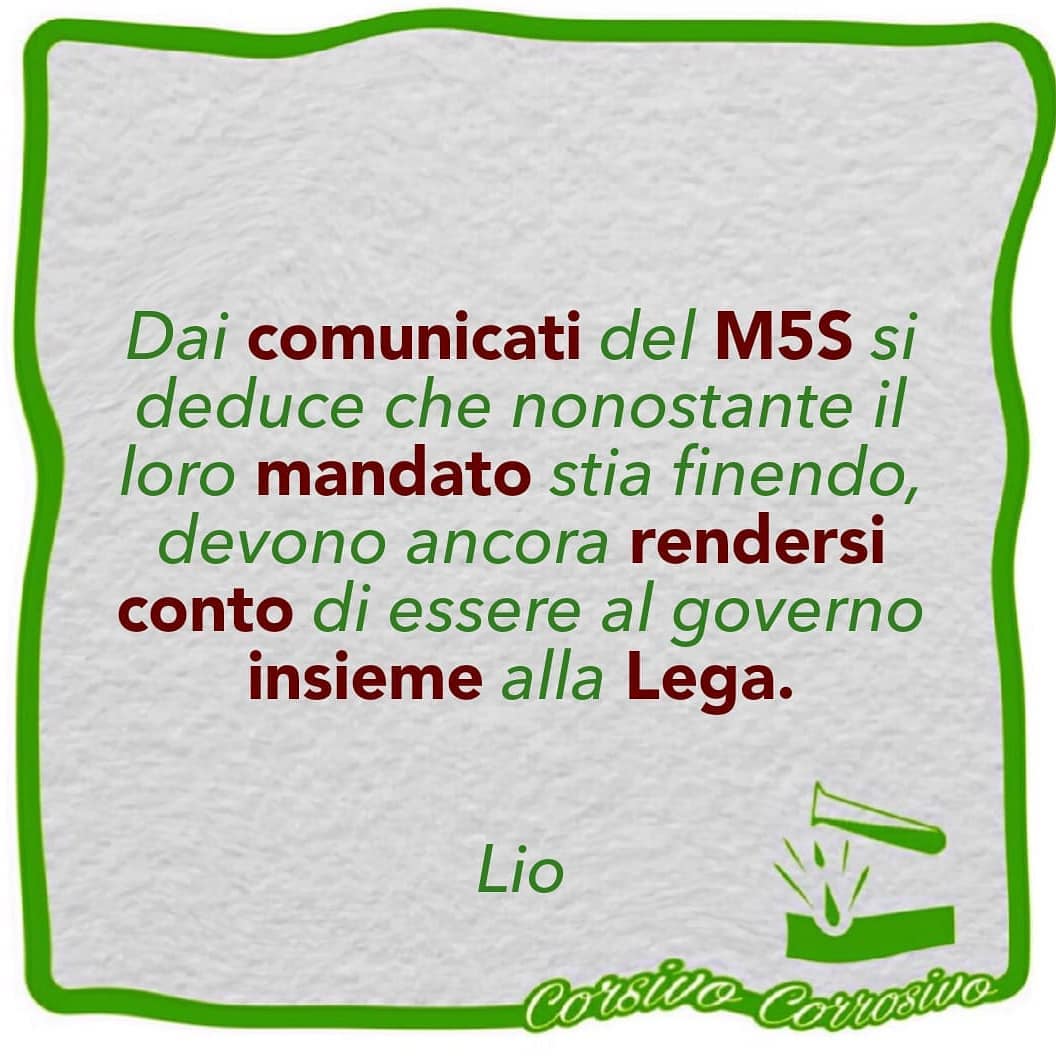 Dai comunicati del M5S si
deduce che nonostante il
loro mandato stia finendo,
devono ancora rendersi
conto di essere al governo
insieme alla Lega.
Lio
Corsivo Corrosivo